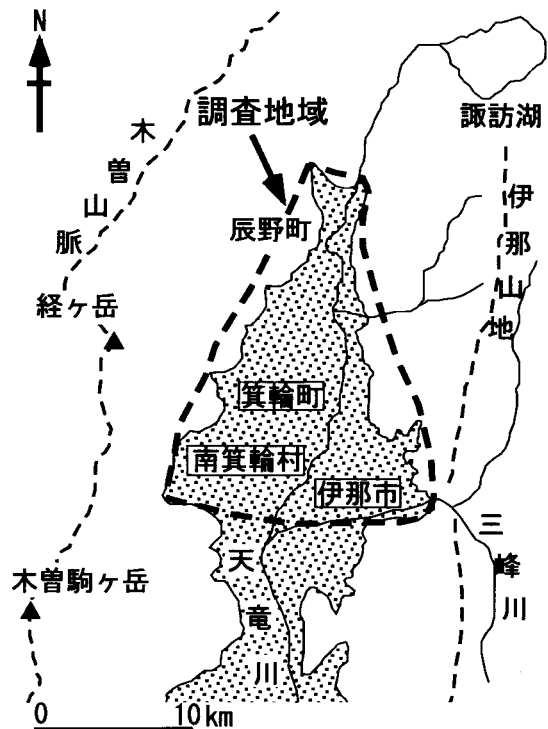 N
調査地域
諏訪湖
木曽山脈
辰野町
伊那山地
経ヶ岳
箕輪町
南箕輪村
伊那市
三峰川
天竜川
木曽駒ヶ岳
0 10km